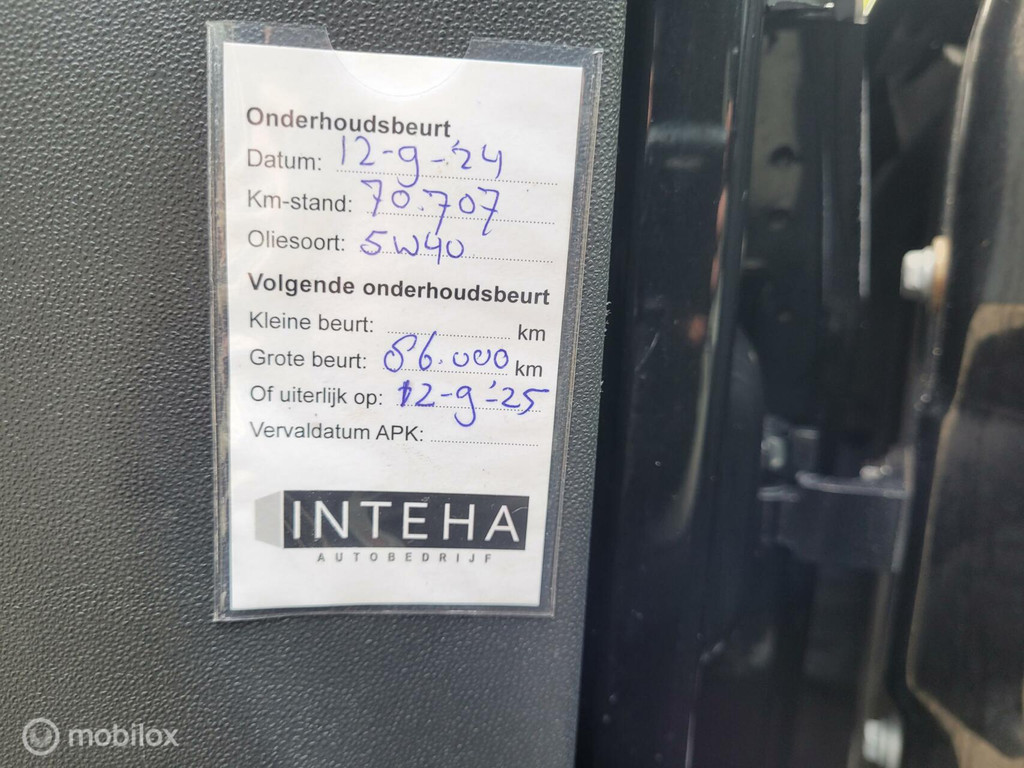 Onderhoudsbeurt
Datum: 12-9-'24
Km-stand: 70.707
Oliesoort: 5W40
Volgende onderhoudsbeurt
Kleine beurt: km
Grote beurt: 86.000 km
Of uiterlijk op: 12-9-'25
Vervaldatum APK:
INTEHA
AUTOBEDRIJF
mobilox